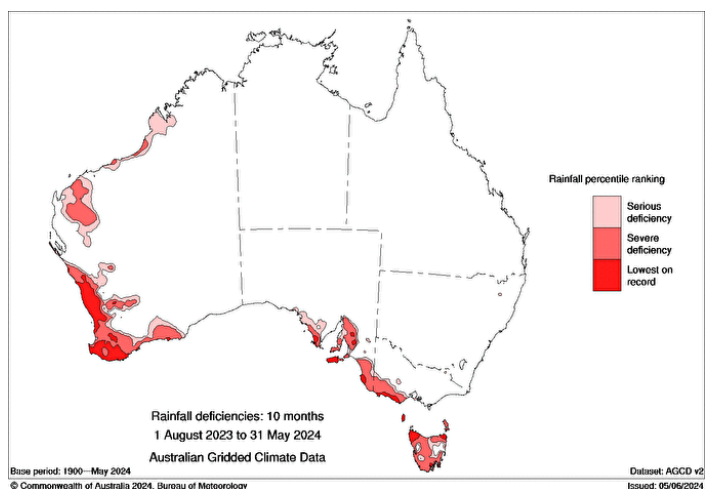 Rainfall percentile ranking
Serious
deficiency
Severe
deficiency
Lowest on
record
Rainfall deficiencies: 10 months
1 August 2023 to 31 May 2024
Australian Gridded Climate Data
Base period: 1900—May 2024
Dataset: AGCD v2
© Commonwealth of Australia 2024, Bureau of Meteorology
Issued: 05/06/2024